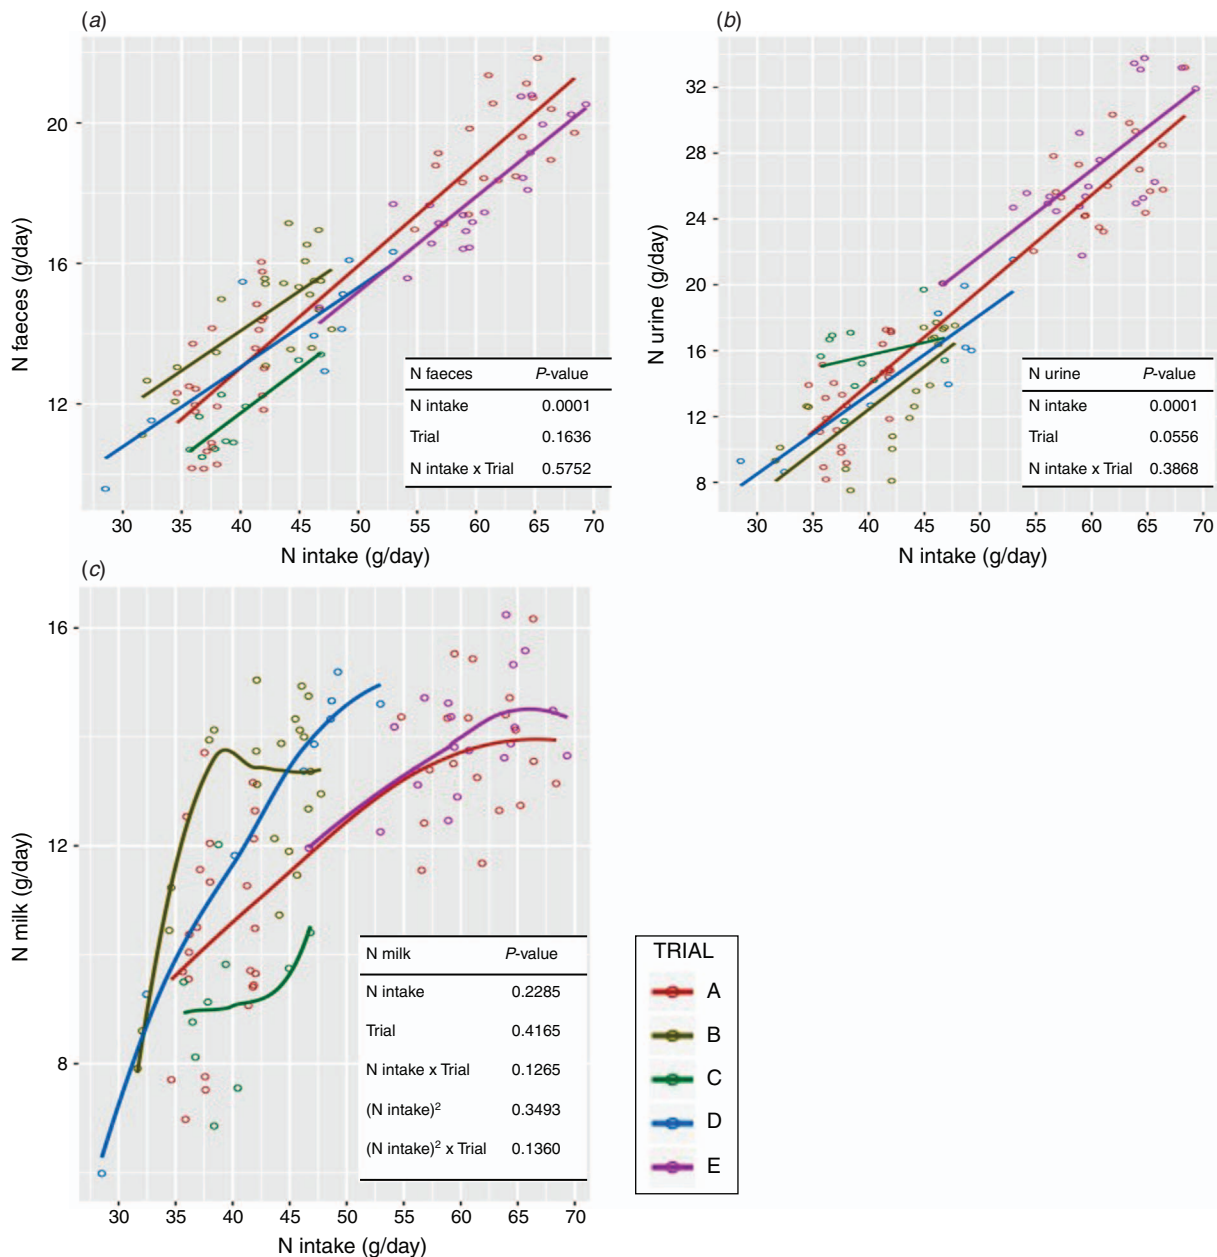 (a)
N faeces (g/day)
20
16
12
N faeces P-value
N intake 0.0001
Trial 0.1636
N intake x Trial 0.5752
30 35 40 45 50 55 60 65 70
N intake (g/day)
(b)
N urine (g/day)
32
28
24
20
16
12
8
N urine P-value
N intake 0.0001
Trial 0.0556
N intake x Trial 0.3868
30 35 40 45 50 55 60 65 70
N intake (g/day)
(c)
N milk (g/day)
16
12
8
N milk P-value
N intake 0.2285
Trial 0.4165
N intake x Trial 0.1265
(N intake)² 0.3493
(N intake)² x Trial 0.1360
30 35 40 45 50 55 60 65 70
N intake (g/day)
TRIAL
A
B
C
D
E